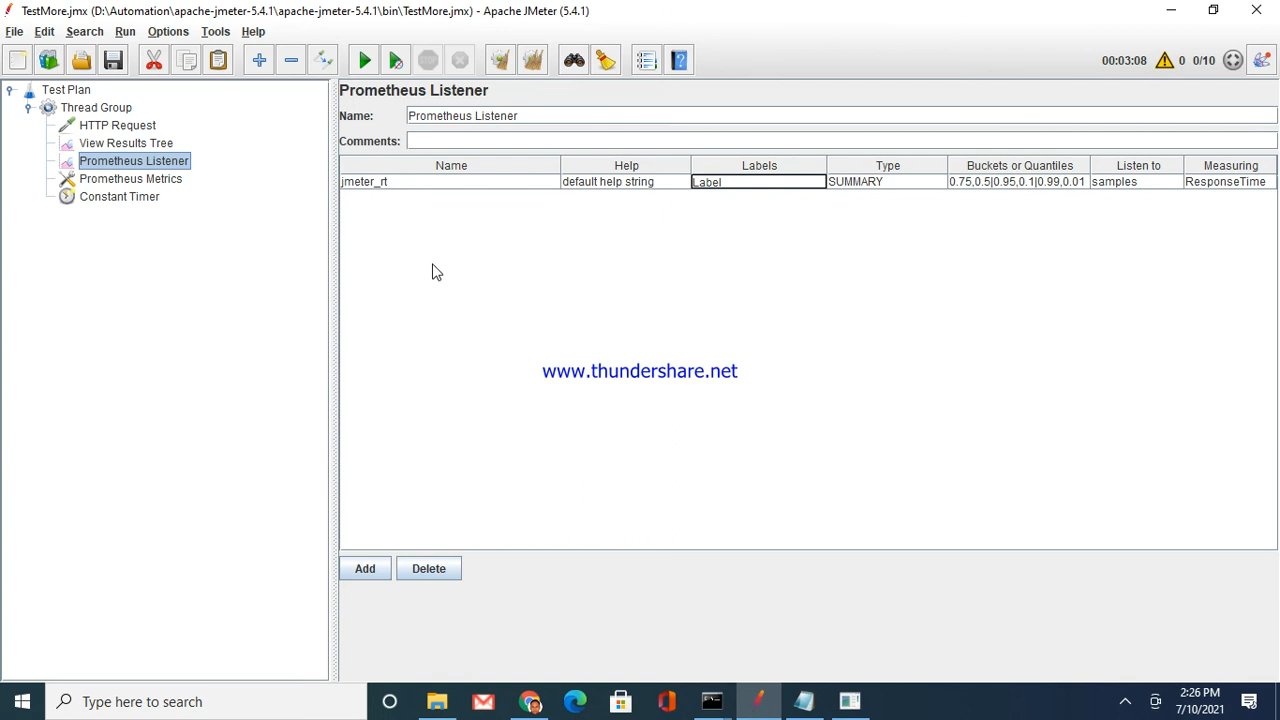 TestMore.jmx (D:\Automation\apache-jmeter-5.4.1\apache-jmeter-5.4.1\bin\TestMore.jmx) - Apache JMeter (5.4.1)
File Edit Search Run Options Tools Help
STOP 00:03:08 0 0/10
Test Plan
Thread Group
HTTP Request
View Results Tree
Prometheus Listener
Prometheus Metrics
Constant Timer
Prometheus Listener
Name: Prometheus Listener
Comments:
Name Help Labels Type Buckets or Quantiles Listen to Measuring
jmeter_rt default help string Label SUMMARY 0.75,0.5|0.95,0.1|0.99,0.01 samples ResponseTime
www.thundershare.net
Add Delete
Type here to search
2:26 PM
7/10/2021